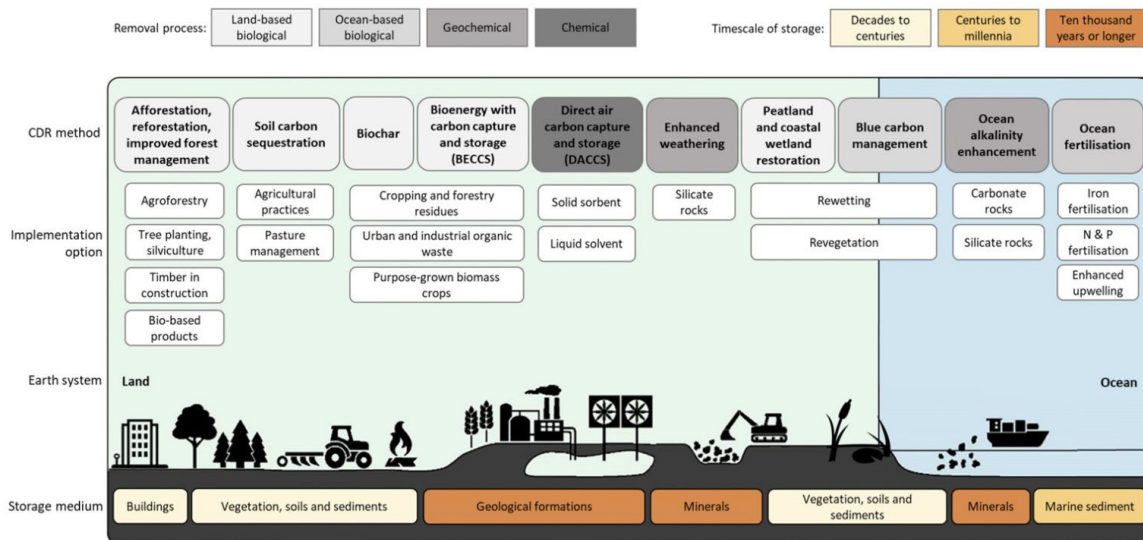 Removal process:
Land-based
biological
Ocean-based
biological
Geochemical
Chemical
Timescale of storage:
Decades to
centuries
Centuries to
millennia
Ten thousand
years or longer
CDR method
Afforestation,
reforestation,
improved forest
management
Soil carbon
sequestration
Biochar
Bioenergy with
carbon capture
and storage
(BECCS)
Direct air
carbon capture
and storage
(DACCS)
Enhanced
weathering
Peatland
and coastal
wetland
restoration
Blue carbon
management
Ocean
alkalinity
enhancement
Ocean
fertilisation
Implementation
option
Agroforestry
Tree planting,
silviculture
Timber in
construction
Bio-based
products
Agricultural
practices
Pasture
management
Cropping and forestry
residues
Urban and industrial organic
waste
Purpose-grown biomass
crops
Solid sorbent
Liquid solvent
Silicate
rocks
Rewetting
Revegetation
Carbonate
rocks
Silicate rocks
Iron
fertilisation
N & P
fertilisation
Enhanced
upwelling
Earth system
Land
Ocean
Storage medium
Buildings
Vegetation, soils and sediments
Geological formations
Minerals
Vegetation, soils and
sediments
Minerals
Marine sediment